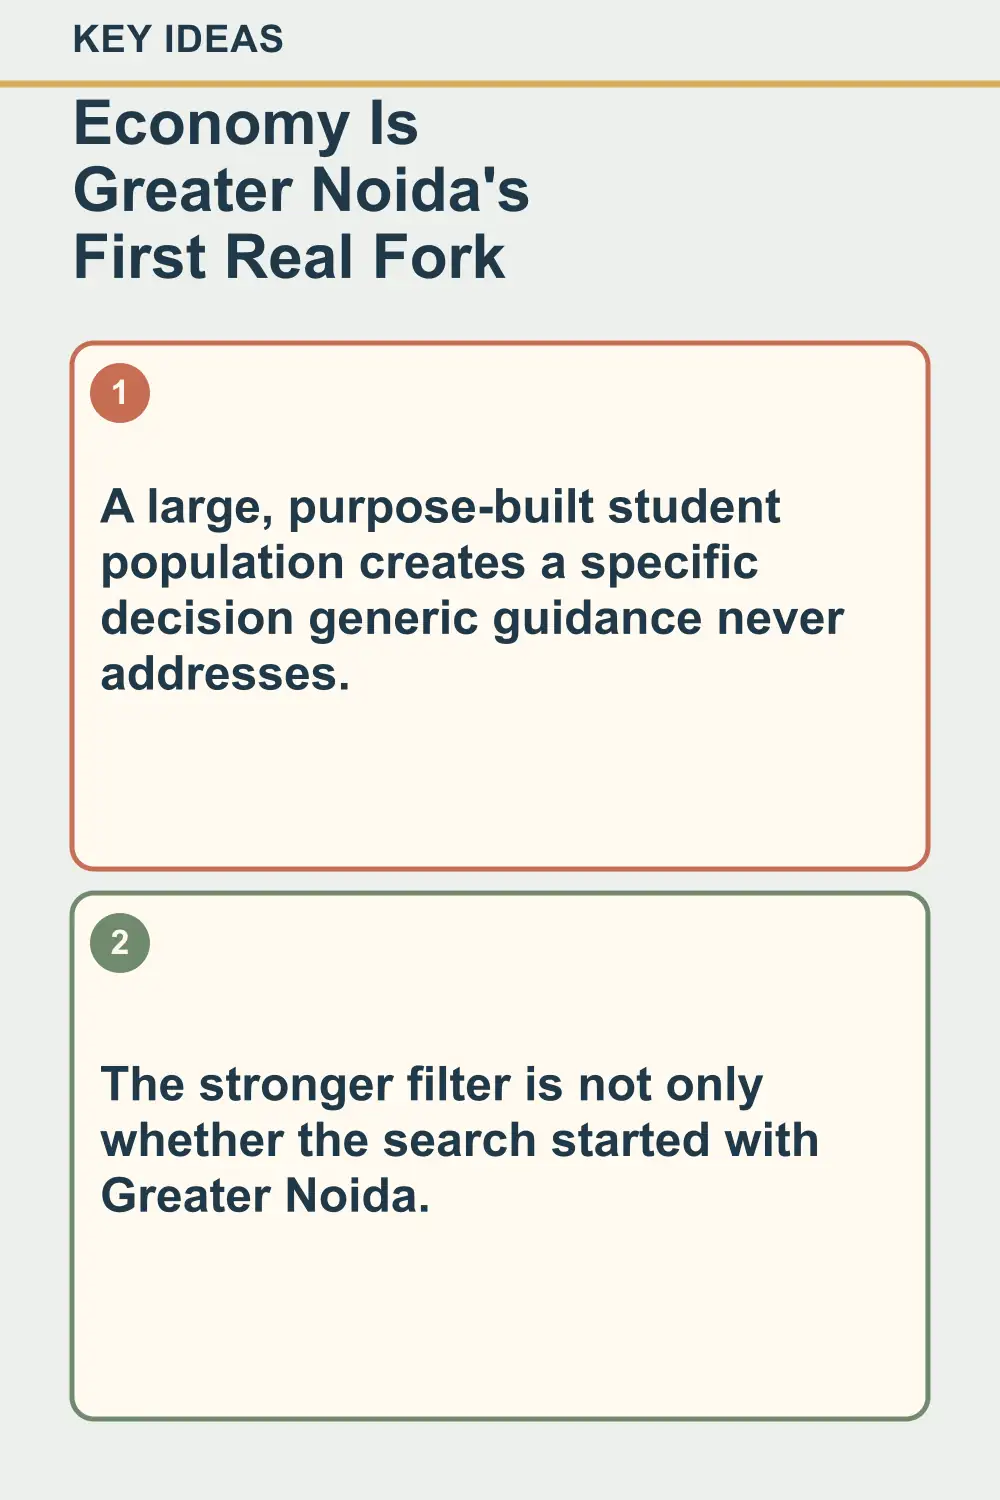 KEY IDEAS
Economy Is
Greater Noida's
First Real Fork
1
A large, purpose-built student
population creates a specific
decision generic guidance never
addresses.
2
The stronger filter is not only
whether the search started with
Greater Noida.